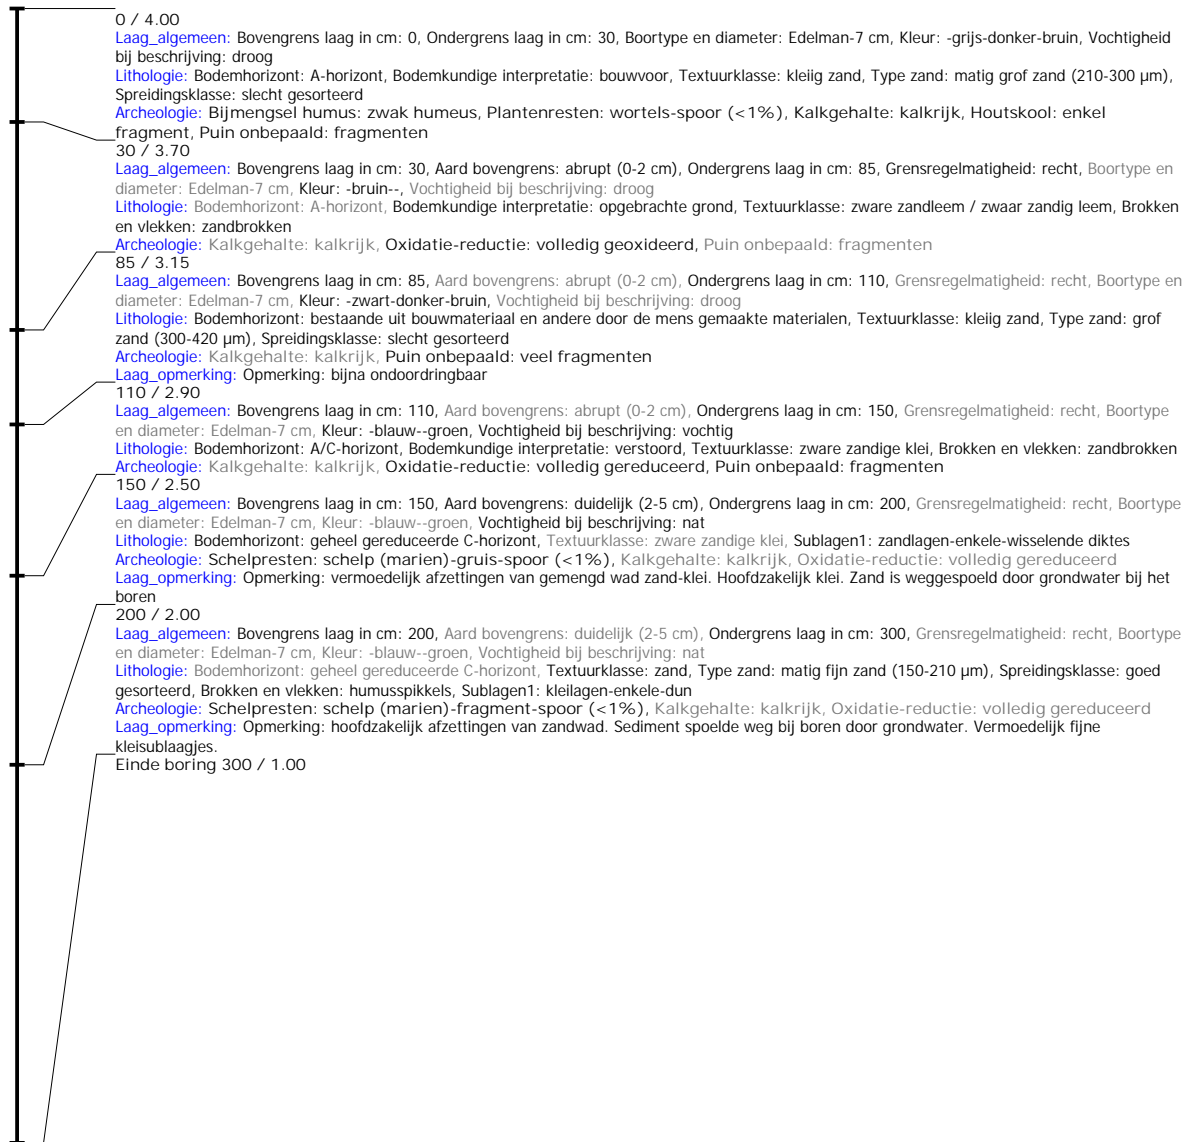 0 / 4.00
Laag_algemeen: Bovengrens laag in cm: 0, Ondergrens laag in cm: 30, Boortype en diameter: Edelman-7 cm, Kleur: -grijs-donker-bruin, Vochtigheid
bij beschrijving: droog
Lithologie: Bodemhorizont: A-horizont, Bodemkundige interpretatie: bouwvoor, Textuurklasse: kleiig zand, Type zand: matig grof zand (210-300 µm),
Spreidingsklasse: slecht gesorteerd
Archeologie: Bijmengsel humus: zwak humeus, Plantenresten: wortels-spoor (<1%), Kalkgehalte: kalkrijk, Houtskool: enkel
fragment, Puin onbepaald: fragmenten
30 / 3.70
Laag_algemeen: Bovengrens laag in cm: 30, Aard bovengrens: abrupt (0-2 cm), Ondergrens laag in cm: 85, Grensregelmatigheid: recht, Boortype en
diameter: Edelman-7 cm, Kleur: -bruin--, Vochtigheid bij beschrijving: droog
Lithologie: Bodemhorizont: A-horizont, Bodemkundige interpretatie: opgebrachte grond, Textuurklasse: zware zandleem / zwaar zandig leem, Brokken
en vlekken: zandbrokken
Archeologie: Kalkgehalte: kalkrijk, Oxidatie-reductie: volledig geoxideerd, Puin onbepaald: fragmenten
85 / 3.15
Laag_algemeen: Bovengrens laag in cm: 85, Aard bovengrens: abrupt (0-2 cm), Ondergrens laag in cm: 110, Grensregelmatigheid: recht, Boortype en
diameter: Edelman-7 cm, Kleur: -zwart-donker-bruin, Vochtigheid bij beschrijving: droog
Lithologie: Bodemhorizont: bestaande uit bouwmateriaal en andere door de mens gemaakte materialen, Textuurklasse: kleiig zand, Type zand: grof
zand (300-420 µm), Spreidingsklasse: slecht gesorteerd
Archeologie: Kalkgehalte: kalkrijk, Puin onbepaald: veel fragmenten
Laag_opmerking: Opmerking: bijna ondoordringbaar
110 / 2.90
Laag_algemeen: Bovengrens laag in cm: 110, Aard bovengrens: abrupt (0-2 cm), Ondergrens laag in cm: 150, Grensregelmatigheid: recht, Boortype
en diameter: Edelman-7 cm, Kleur: -blauw--groen, Vochtigheid bij beschrijving: vochtig
Lithologie: Bodemhorizont: A/C-horizont, Bodemkundige interpretatie: verstoord, Textuurklasse: zware zandige klei, Brokken en vlekken: zandbrokken
Archeologie: Kalkgehalte: kalkrijk, Oxidatie-reductie: volledig gereduceerd, Puin onbepaald: fragmenten
150 / 2.50
Laag_algemeen: Bovengrens laag in cm: 150, Aard bovengrens: duidelijk (2-5 cm), Ondergrens laag in cm: 200, Grensregelmatigheid: recht, Boortype
en diameter: Edelman-7 cm, Kleur: -blauw--groen, Vochtigheid bij beschrijving: nat
Lithologie: Bodemhorizont: geheel gereduceerde C-horizont, Textuurklasse: zware zandige klei, Sublagen1: zandlagen-enkele-wisselende diktes
Archeologie: Schelpresten: schelp (marien)-gruis-spoor (<1%), Kalkgehalte: kalkrijk, Oxidatie-reductie: volledig gereduceerd
Laag_opmerking: Opmerking: vermoedelijk afzettingen van gemengd wad zand-klei. Hoofdzakelijk klei. Zand is weggespoeld door grondwater bij het
boren
200 / 2.00
Laag_algemeen: Bovengrens laag in cm: 200, Aard bovengrens: duidelijk (2-5 cm), Ondergrens laag in cm: 300, Grensregelmatigheid: recht, Boortype
en diameter: Edelman-7 cm, Kleur: -blauw--groen, Vochtigheid bij beschrijving: nat
Lithologie: Bodemhorizont: geheel gereduceerde C-horizont, Textuurklasse: zand, Type zand: matig fijn zand (150-210 µm), Spreidingsklasse: goed
gesorteerd, Brokken en vlekken: humusspikkels, Sublagen1: kleilagen-enkele-dun
Archeologie: Schelpresten: schelp (marien)-fragment-spoor (<1%), Kalkgehalte: kalkrijk, Oxidatie-reductie: volledig gereduceerd
Laag_opmerking: Opmerking: hoofdzakelijk afzettingen van zandwad. Sediment spoelde weg bij boren door grondwater. Vermoedelijk fijne
kleisublaagjes.
Einde boring 300 / 1.00